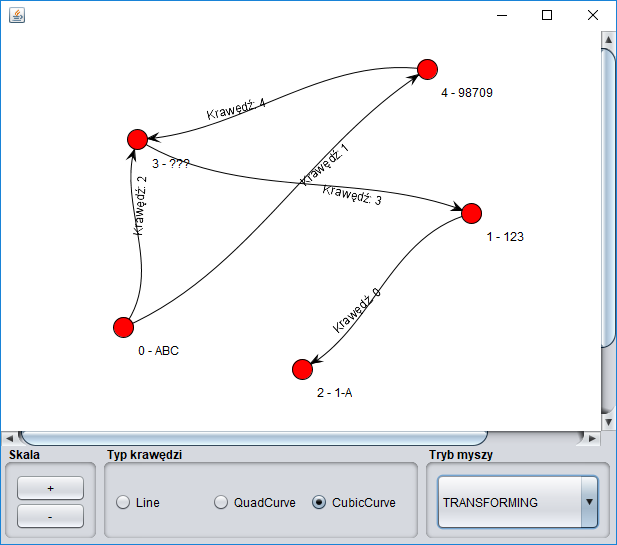 4 - 98709
Krawędź: 4
Krawędź: 1
3 - ???
Krawędź: 2
Krawędź: 3
1 - 123
Krawędź: 0
0 - ABC
2 - 1-A
Skala
Typ krawędzi
Tryb myszy
+
-
Line
QuadCurve
CubicCurve
TRANSFORMING